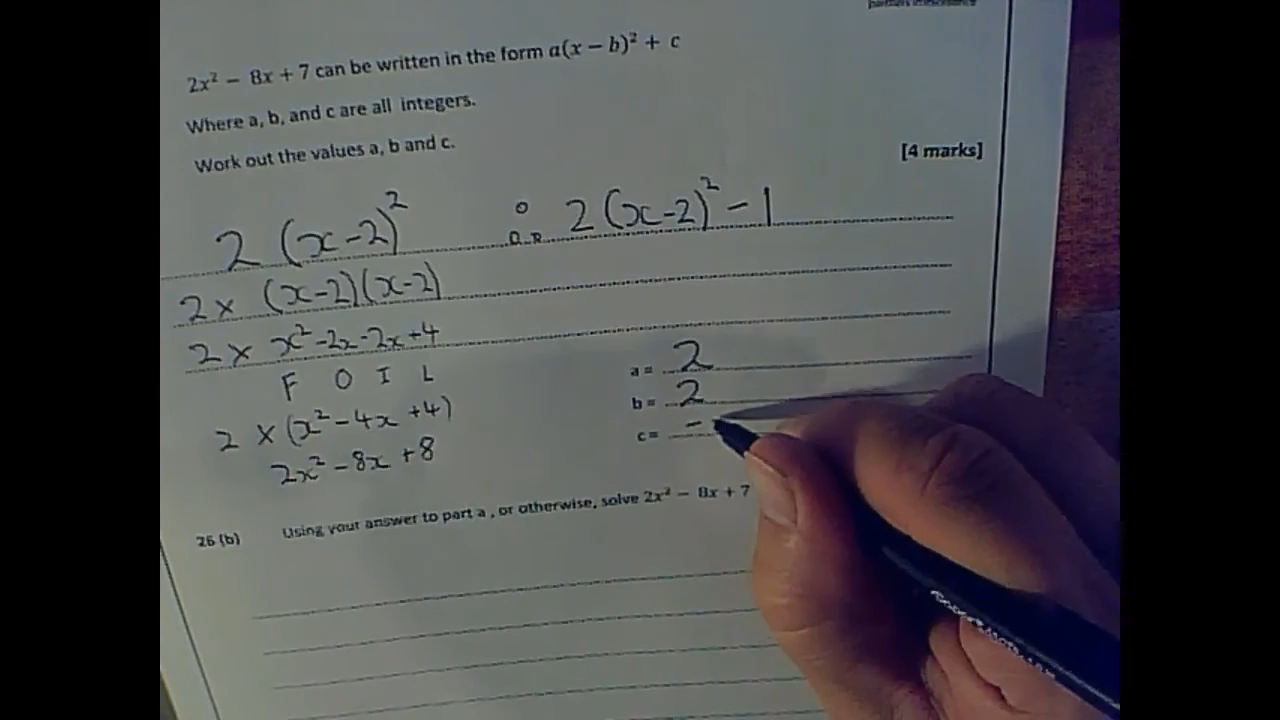 2x² − 8x + 7 can be written in the form a(x − b)² + c
Where a, b, and c are all integers.
Work out the values a, b and c.
[4 marks]
2 (x-2)²
2(x-2)² - 1
2 × (x-2)(x-2)
2 × x² -2x -2x +4
F O I L
2 × (x² - 4x + 4)
2x² - 8x + 8
a = 2
b = 2
c = -
26 (b) Using your answer to part a , or otherwise, solve 2x² − 8x + 7